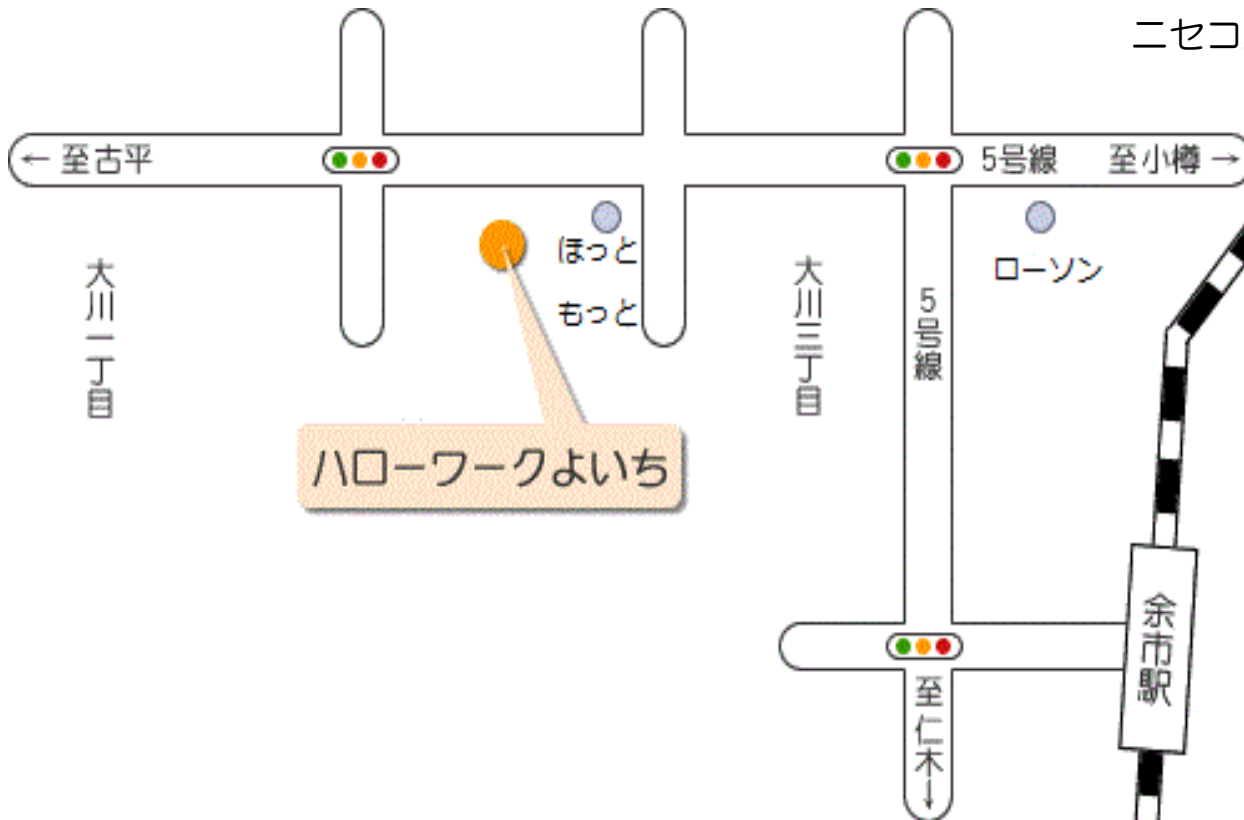 ニセコ
← 至古平
5号線
至小樽 →
ほっと
もっと
ローソン
大川一丁目
大川三丁目
5号線
ハローワークよいち
余市駅
至仁木↓